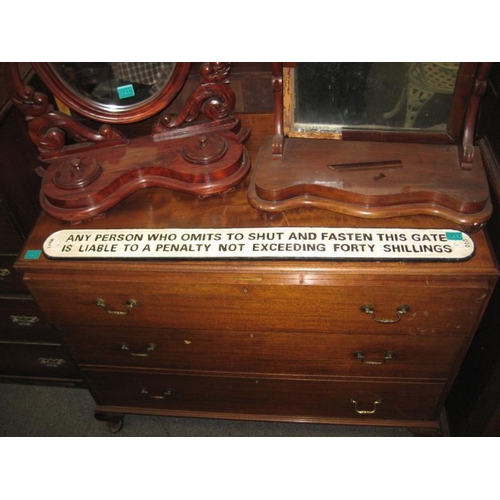 ANY PERSON WHO OMITS TO SHUT AND FASTEN THIS GATE
IS LIABLE TO A PENALTY NOT EXCEEDING FORTY SHILLINGS